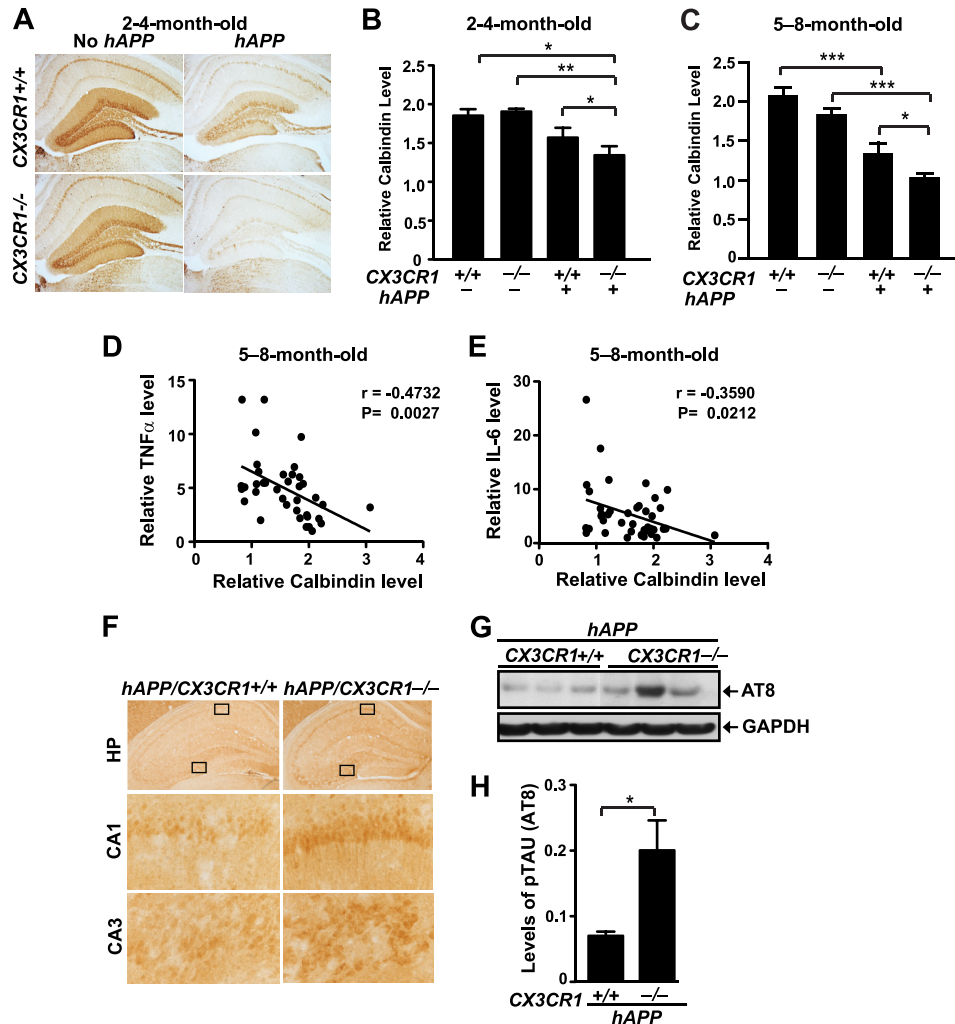 A
2-4-month-old
No hAPP
hAPP
CX3CR1+/+
CX3CR1-/-
B
2-4-month-old
Relative Calbindin Level
2.5
2.0
1.5
1.0
0.5
0
*
**
*
CX3CR1 +/+ –/– +/+ –/–
hAPP – – + +
C
5–8-month-old
Relative Calbindin Level
2.5
2.0
1.5
1.0
0.5
0
***
***
*
CX3CR1 +/+ –/– +/+ –/–
hAPP – – + +
D
5–8-month-old
r = -0.4732
P= 0.0027
Relative TNFα level
15
10
5
0
0 1 2 3 4
Relative Calbindin level
E
5–8-month-old
r = -0.3590
P= 0.0212
Relative IL-6 level
30
20
10
0
0 1 2 3 4
Relative Calbindin level
F
hAPP/CX3CR1+/+ hAPP/CX3CR1–/–
HP
CA1
CA3
G
hAPP
CX3CR1+/+ CX3CR1–/–
AT8
GAPDH
H
Levels of pTAU (AT8)
0.3
0.2
0.1
0
*
CX3CR1 +/+ –/–
hAPP